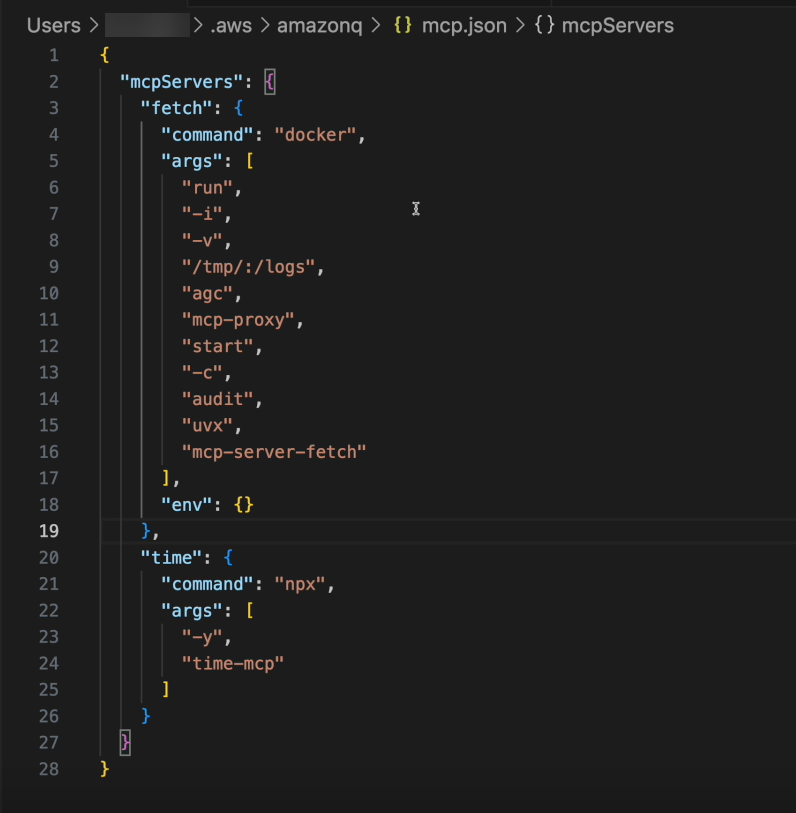 Users > > .aws > amazonq > {} mcp.json > {} mcpServers
1 {
2   "mcpServers": {
3     "fetch": {
4       "command": "docker",
5       "args": [
6         "run",
7         "-i",
8         "-v",
9         "/tmp/:/logs",
10         "agc",
11         "mcp-proxy",
12         "start",
13         "-c",
14         "audit",
15         "uvx",
16         "mcp-server-fetch"
17       ],
18       "env": {}
19     },
20     "time": {
21       "command": "npx",
22       "args": [
23         "-y",
24         "time-mcp"
25       ]
26     }
27   }
28 }